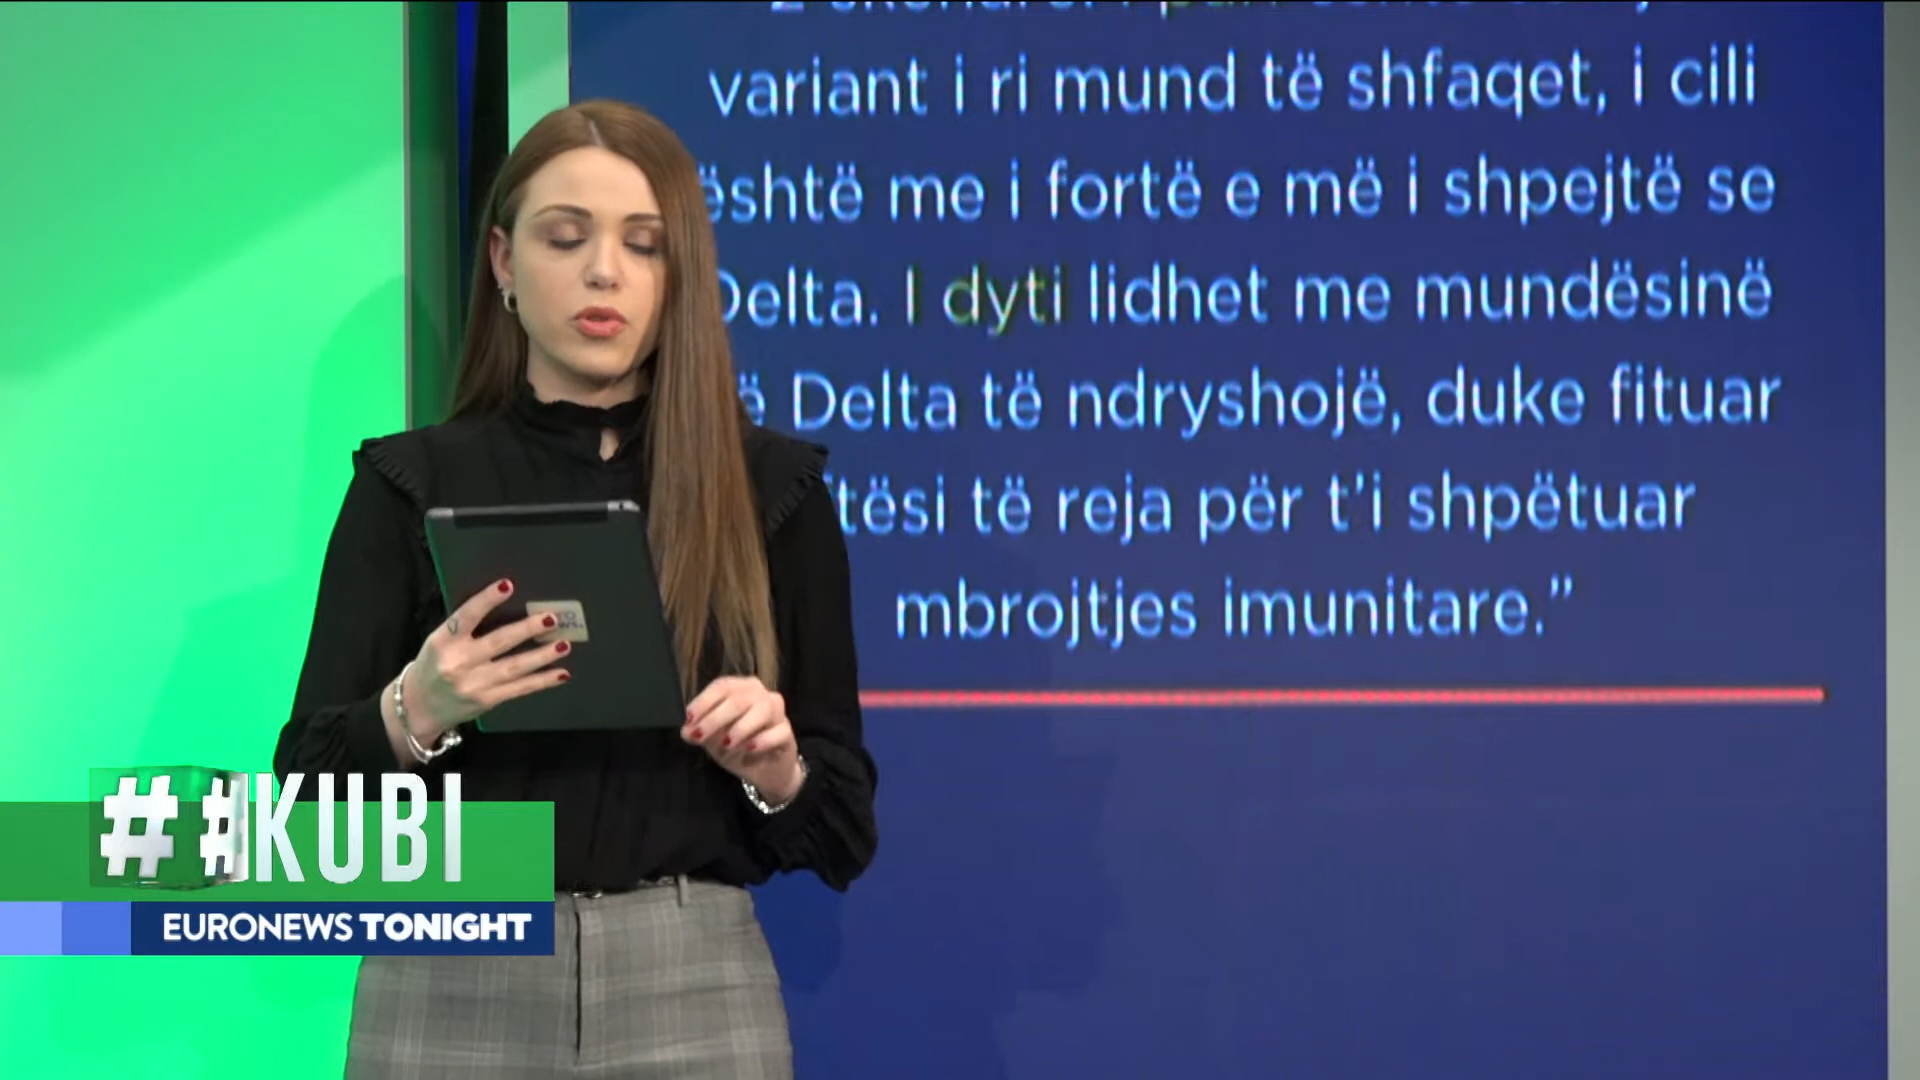 variant i ri mund të shfaqet, i cili
është me i fortë e më i shpejtë se
Delta. I dyti lidhet me mundësinë
ë Delta të ndryshojë, duke fituar
ftësi të reja për t'i shpëtuar
mbrojtjes imunitare.”
# #KUBI
EURONEWS TONIGHT